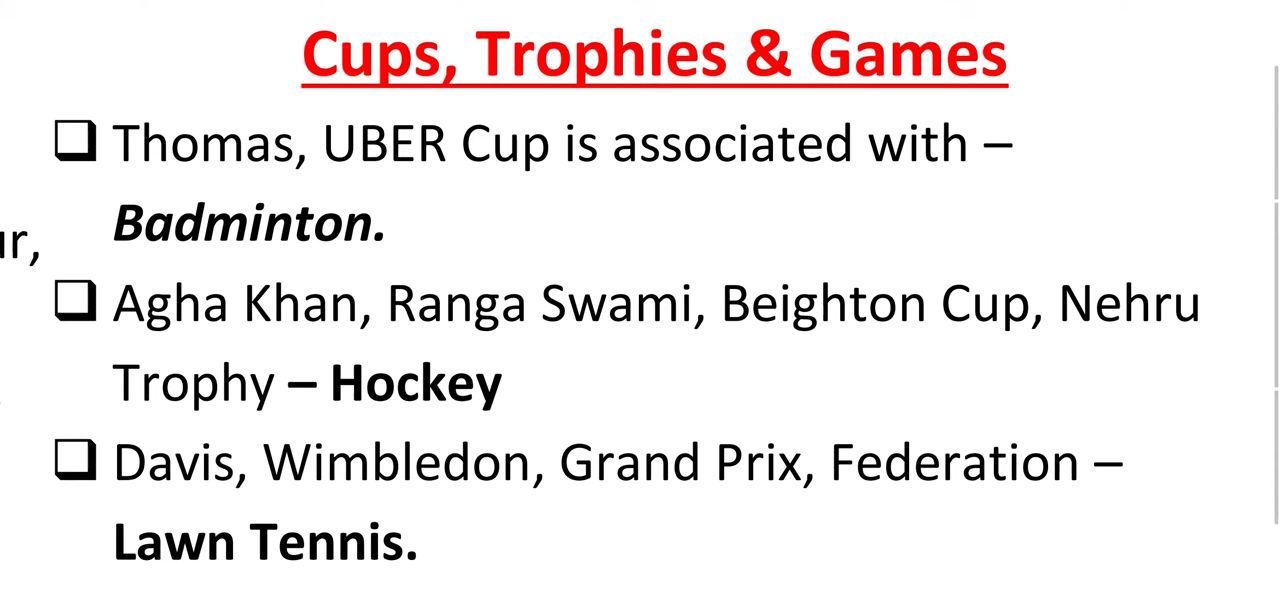 Cups, Trophies & Games
❑ Thomas, UBER Cup is associated with –
Badminton.
ur,
❑ Agha Khan, Ranga Swami, Beighton Cup, Nehru
Trophy – Hockey
❑ Davis, Wimbledon, Grand Prix, Federation –
Lawn Tennis.